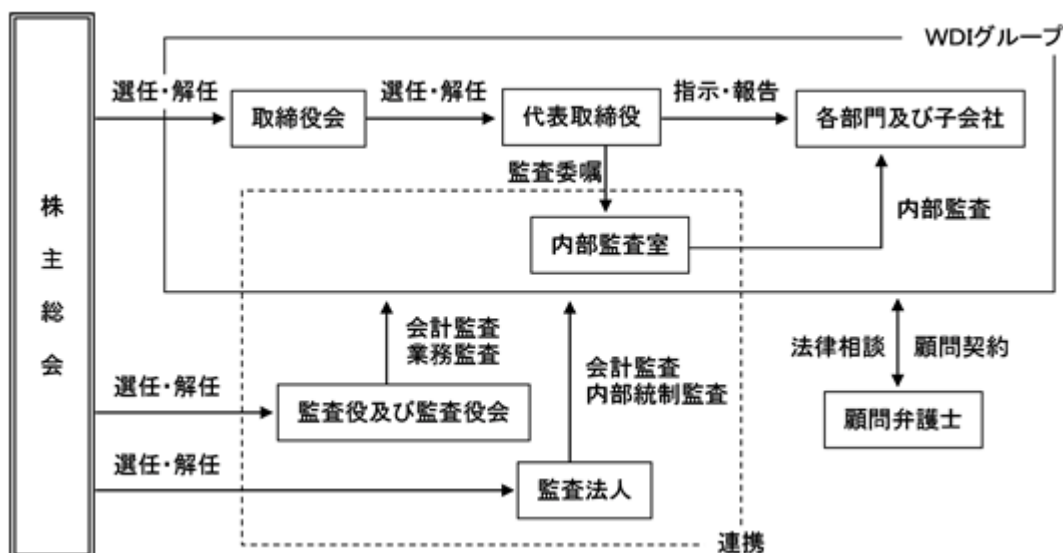 WDIグループ
選任・解任
選任・解任
指示・報告
取締役会
代表取締役
各部門及び子会社
監査委嘱
株主総会
内部監査
内部監査室
会計監査
業務監査
会計監査
内部統制監査
法律相談
顧問契約
選任・解任
監査役及び監査役会
顧問弁護士
選任・解任
監査法人
連携